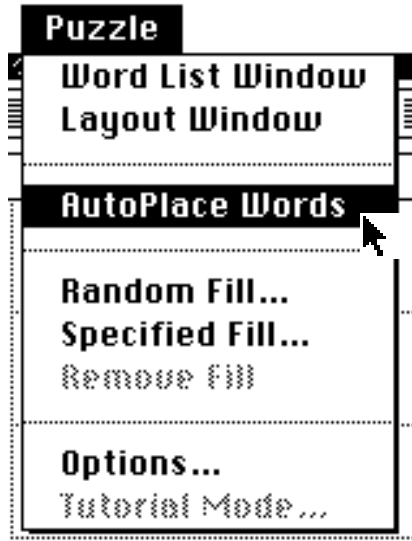 Puzzle
Word List Window
Layout Window
AutoPlace Words
Random Fill...
Specified Fill...
Remove Fill
Options...
Tutorial Mode...